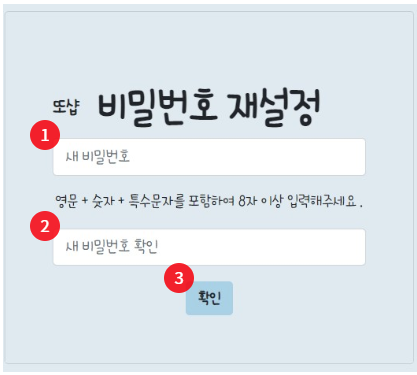 또샵 비밀번호 재설정
1
새 비밀번호
영문 + 숫자 + 특수문자를 포함하여 8자 이상 입력해주세요.
2
새 비밀번호 확인
3
확인